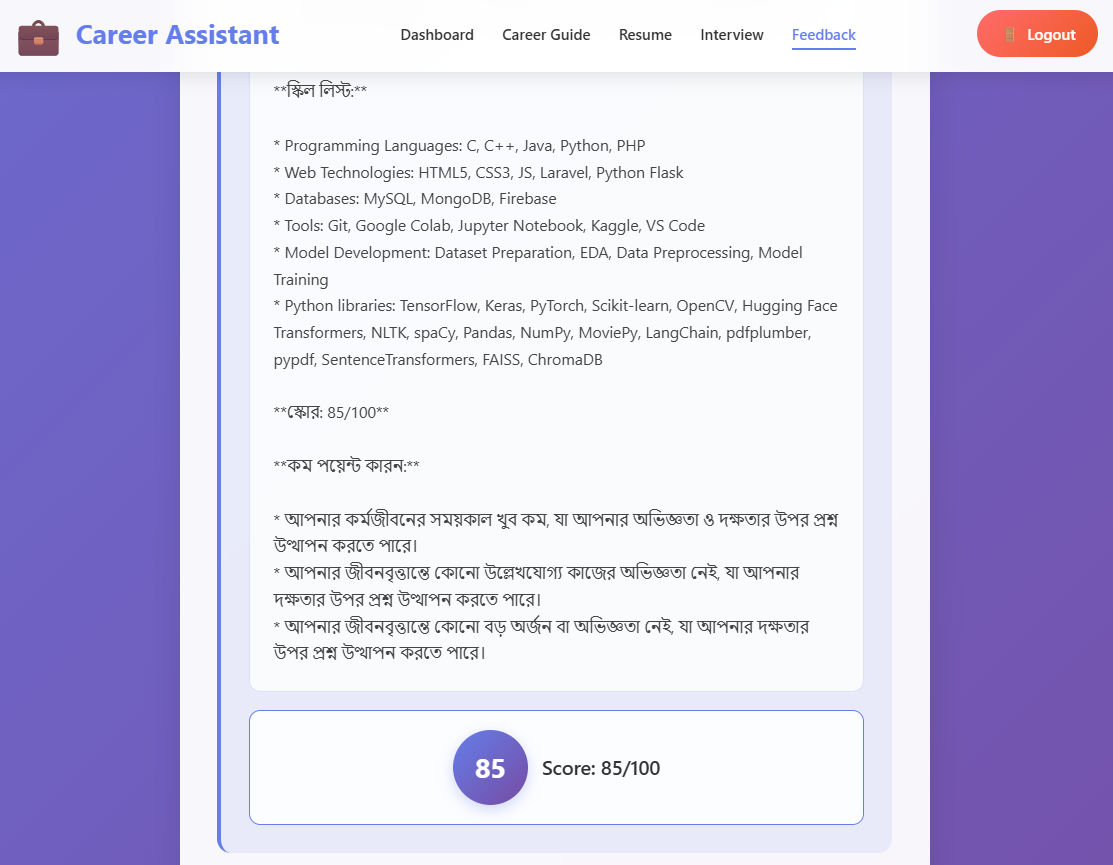 Career Assistant
Dashboard
Career Guide
Resume
Interview
Feedback
Logout
**স্কিল লিস্ট:**
* Programming Languages: C, C++, Java, Python, PHP
* Web Technologies: HTML5, CSS3, JS, Laravel, Python Flask
* Databases: MySQL, MongoDB, Firebase
* Tools: Git, Google Colab, Jupyter Notebook, Kaggle, VS Code
* Model Development: Dataset Preparation, EDA, Data Preprocessing, Model
Training
* Python libraries: TensorFlow, Keras, PyTorch, Scikit-learn, OpenCV, Hugging Face
Transformers, NLTK, spaCy, Pandas, NumPy, MoviePy, LangChain, pdfplumber,
pypdf, SentenceTransformers, FAISS, ChromaDB
**স্কোর: 85/100**
**কম পয়েন্ট কারন:**
* আপনার কর্মজীবনের সময়কাল খুব কম, যা আপনার অভিজ্ঞতা ও দক্ষতার উপর প্রশ্ন
উত্থাপন করতে পারে।
* আপনার জীবনবৃত্তান্তে কোনো উল্লেখযোগ্য কাজের অভিজ্ঞতা নেই, যা আপনার
দক্ষতার উপর প্রশ্ন উত্থাপন করতে পারে।
* আপনার জীবনবৃত্তান্তে কোনো বড় অর্জন বা অভিজ্ঞতা নেই, যা আপনার দক্ষতার
উপর প্রশ্ন উত্থাপন করতে পারে।
85
Score: 85/100